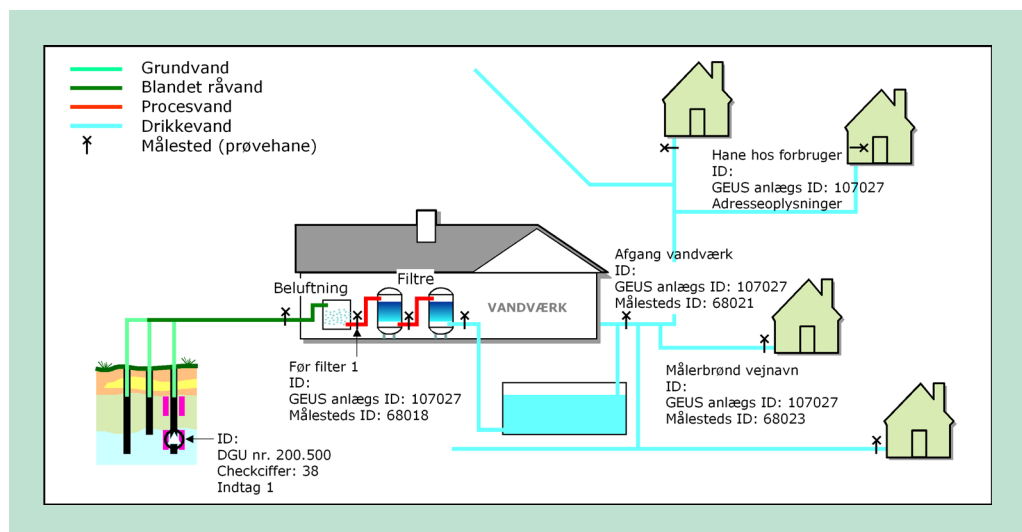 Grundvand
Blandet råvand
Procesvand
Drikkevand
Målested (prøvehane)
Hane hos forbruger
ID:
GEUS anlægs ID: 107027
Adresseoplysninger
Afgang vandværk
ID:
GEUS anlægs ID: 107027
Målesteds ID: 68021
Beluftning
Filtre
VANDVÆRK
Før filter 1
ID:
GEUS anlægs ID: 107027
Målesteds ID: 68018
Målerbrønd vejnavn
ID:
GEUS anlægs ID: 107027
Målesteds ID: 68023
ID:
DGU nr. 200.500
Checkciffer: 38
Indtag 1